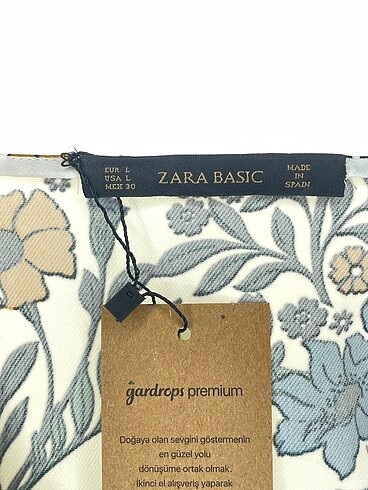 EUR L
USA L
MEX 30
ZARA BASIC
MADE
IN
SPAIN
gardrops premium
Doğaya olan sevgini göstermenin
en güzel yolu
dönüşüme ortak olmak.
İkinci el alışveriş yaparak